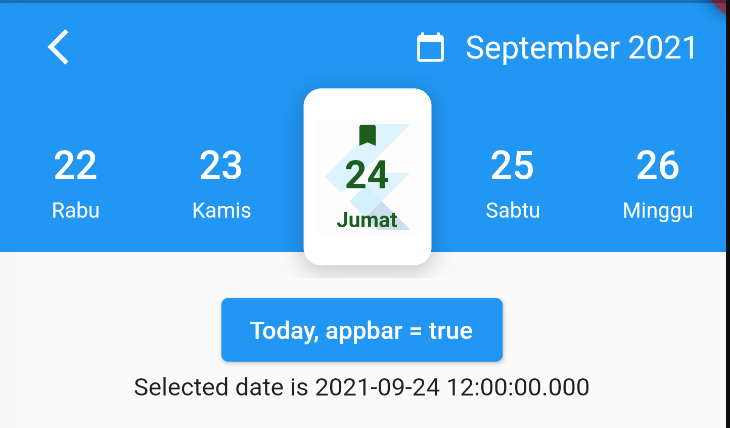 September 2021
22 23 24 25 26
Rabu Kamis Jumat Sabtu Minggu
Today, appbar = true
Selected date is 2021-09-24 12:00:00.000